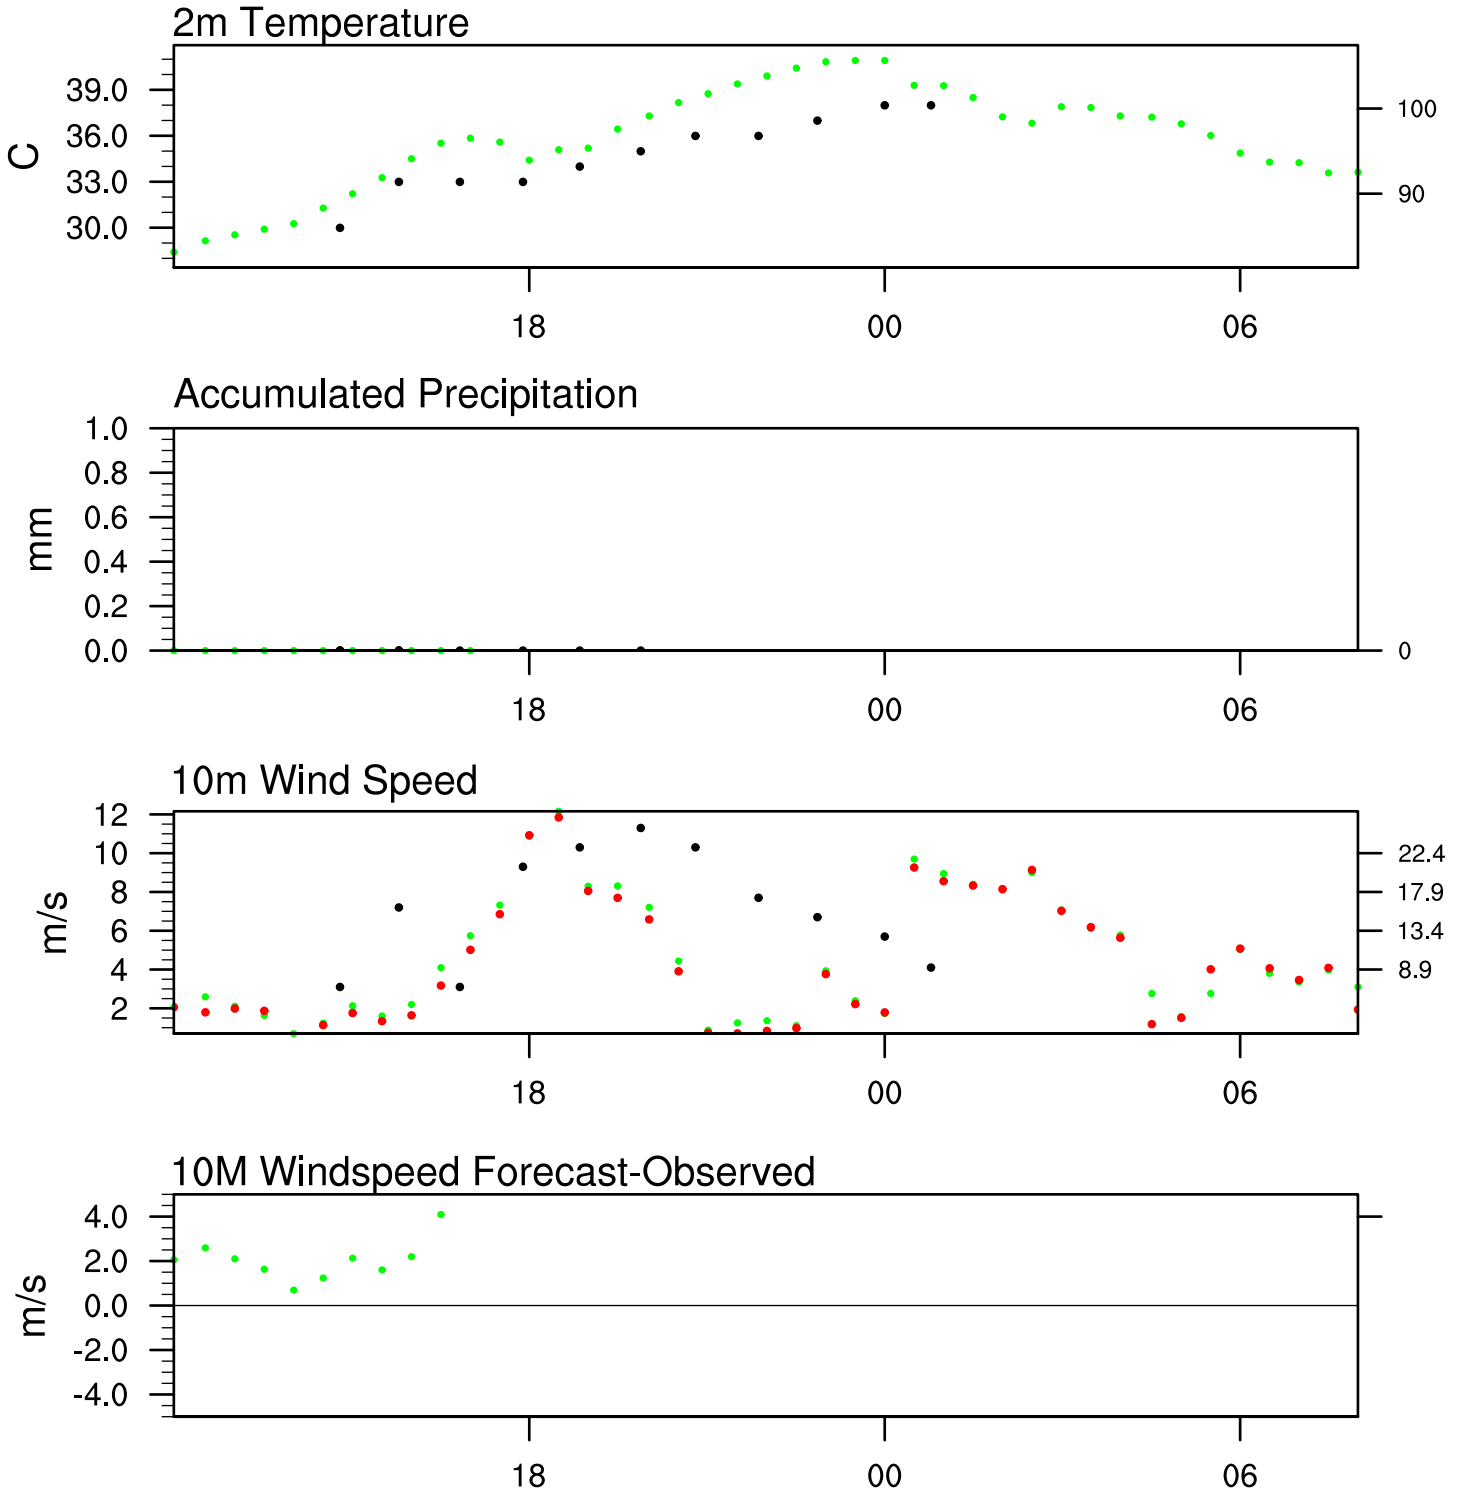 2m Temperature
39.0
36.0
33.0
30.0
C
100
90
18 00 06
Accumulated Precipitation
1.0
0.8
0.6
0.4
0.2
0.0
mm
0
18 00 06
10m Wind Speed
12
10
8
6
4
2
m/s
22.4
17.9
13.4
8.9
18 00 06
10M Windspeed Forecast-Observed
4.0
2.0
0.0
-2.0
-4.0
m/s
18 00 06